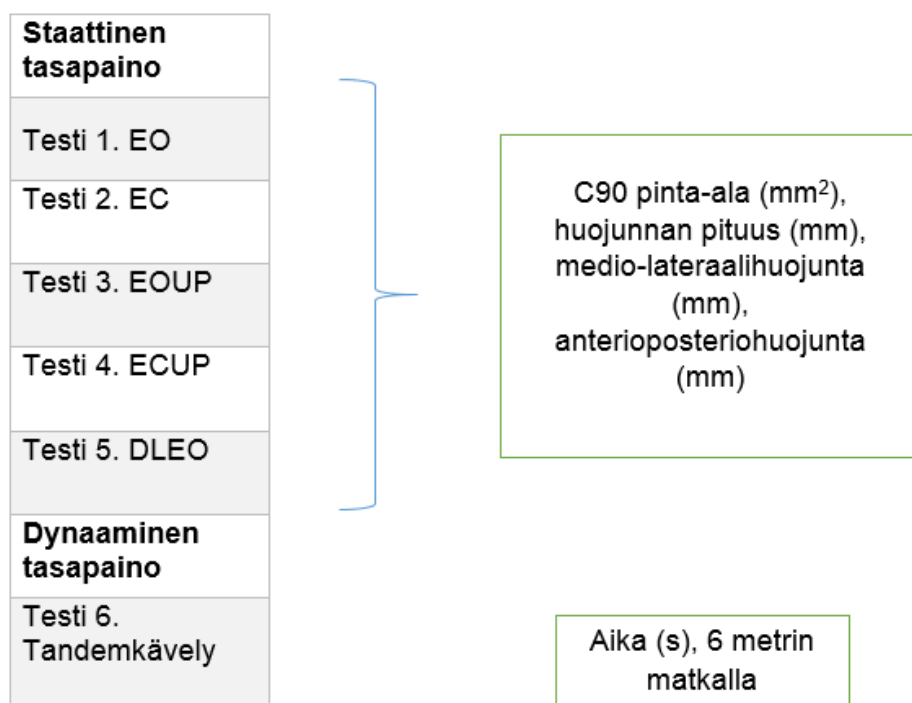 Staattinen
tasapaino
Testi 1. EO
Testi 2. EC
Testi 3. EOUP
Testi 4. ECUP
Testi 5. DLEO
C90 pinta-ala (mm²),
huojunnan pituus (mm),
medio-lateraalihuojunta
(mm),
anterioposteriohuojunta
(mm)
Dynaaminen
tasapaino
Testi 6.
Tandemkävely
Aika (s), 6 metrin
matkalla